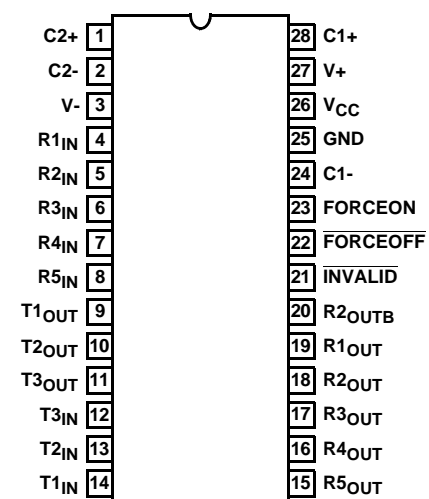 C2+ 1 28 C1+
C2- 2 27 V+
V- 3 26 VCC
R1IN 4 25 GND
R2IN 5 24 C1-
R3IN 6 23 FORCEON
R4IN 7 22 FORCEOFF
R5IN 8 21 INVALID
T1OUT 9 20 R2OUTB
T2OUT 10 19 R1OUT
T3OUT 11 18 R2OUT
T3IN 12 17 R3OUT
T2IN 13 16 R4OUT
T1IN 14 15 R5OUT